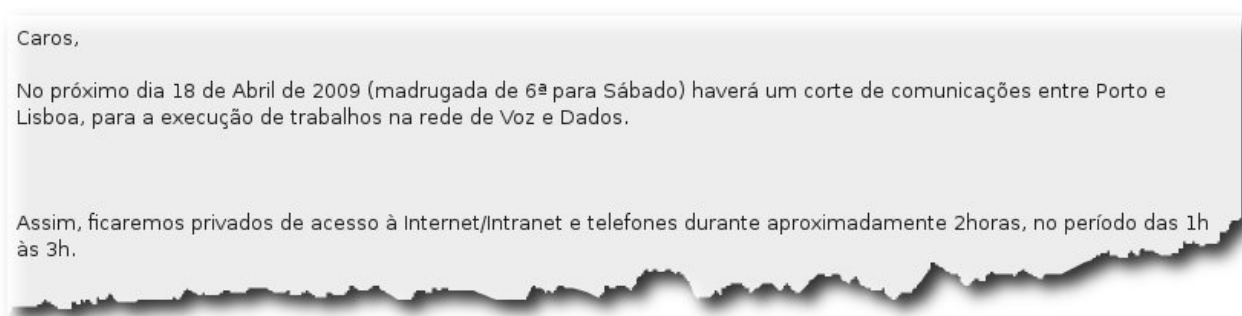 Caros,
No próximo dia 18 de Abril de 2009 (madrugada de 6ª para Sábado) haverá um corte de comunicações entre Porto e
Lisboa, para a execução de trabalhos na rede de Voz e Dados.
Assim, ficaremos privados de acesso à Internet/Intranet e telefones durante aproximadamente 2horas, no período das 1h
às 3h.